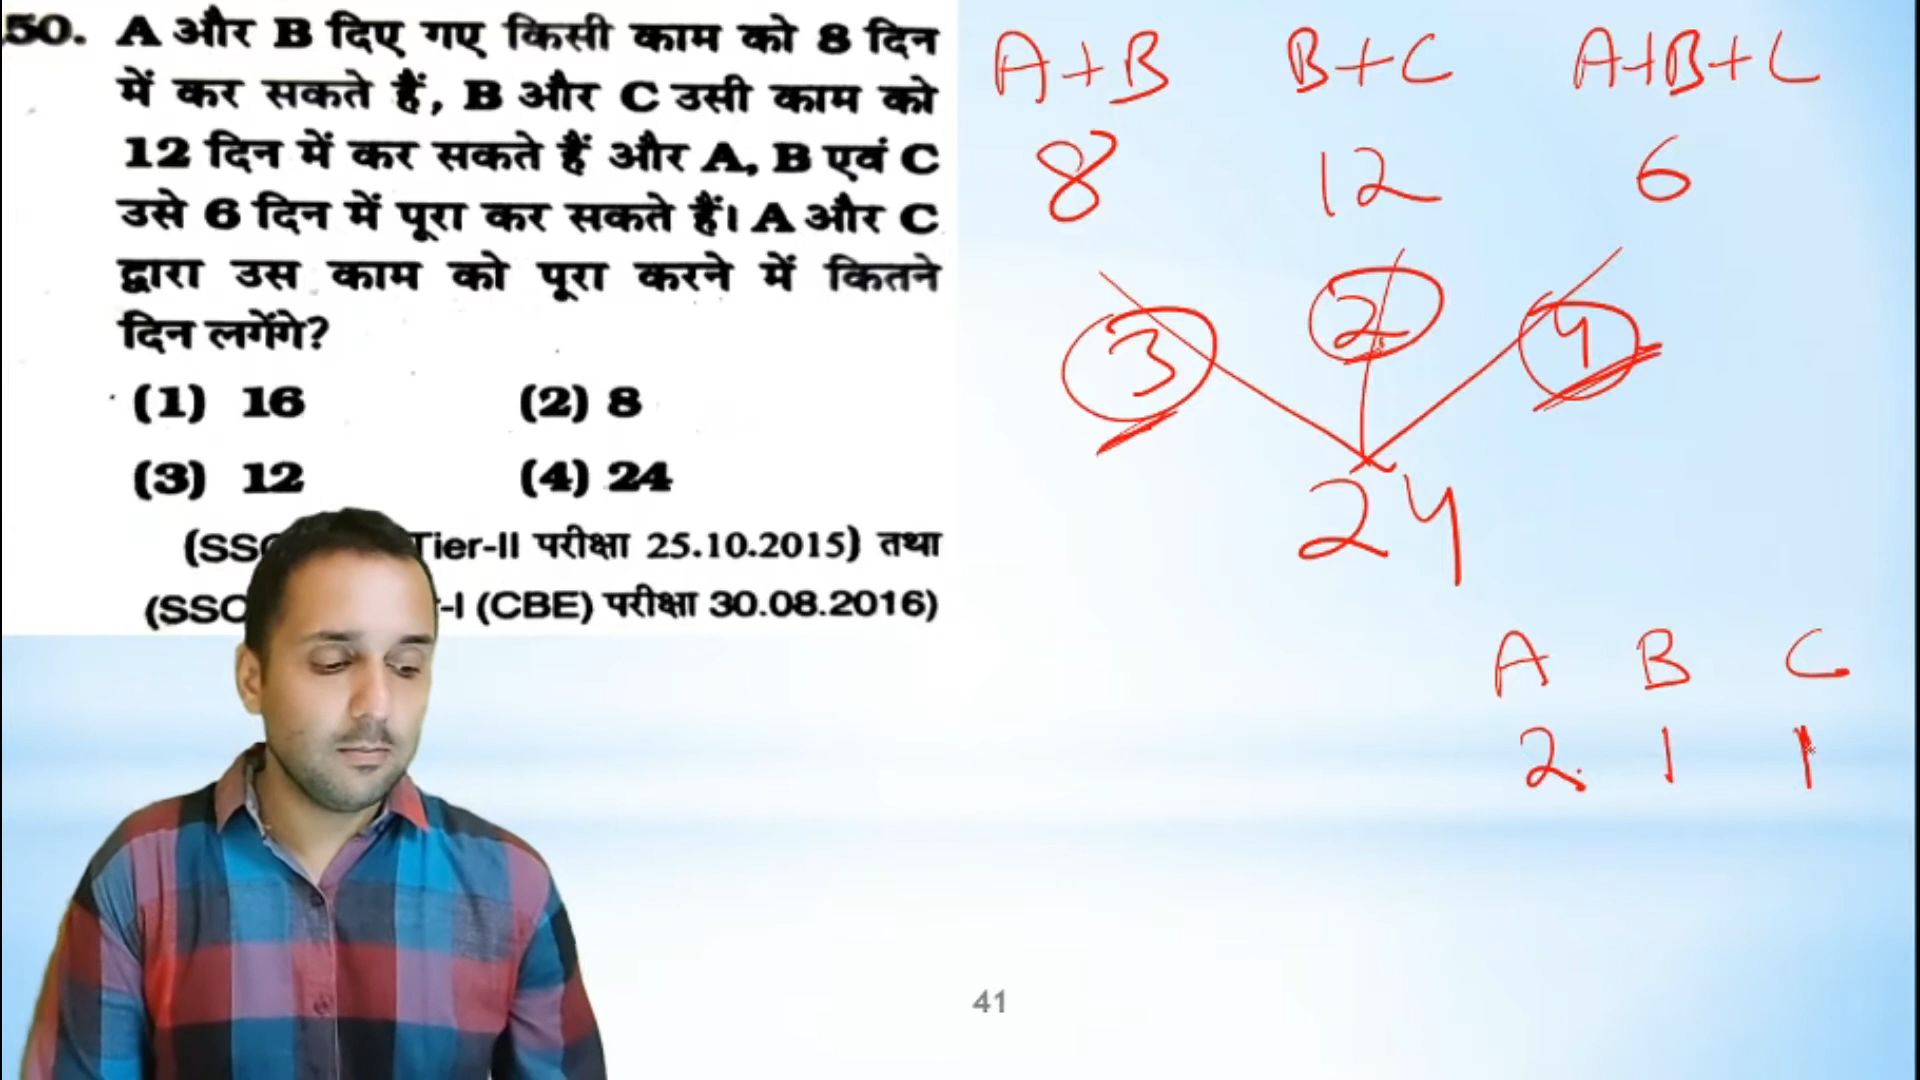 50. A और B दिए गए किसी काम को 8 दिन
में कर सकते हैं, B और C उसी काम को
12 दिन में कर सकते हैं और A, B एवं C
उसे 6 दिन में पूरा कर सकते हैं। A और C
द्वारा उस काम को पूरा करने में कितने
दिन लगेंगे?
(1) 16 (2) 8
(3) 12 (4) 24
(SSC Tier-II परीक्षा 25.10.2015) तथा
(SSC -I (CBE) परीक्षा 30.08.2016)
A+B B+C A+B+C
8 12 6
3 2 4
24
A B C
2 1 1
41